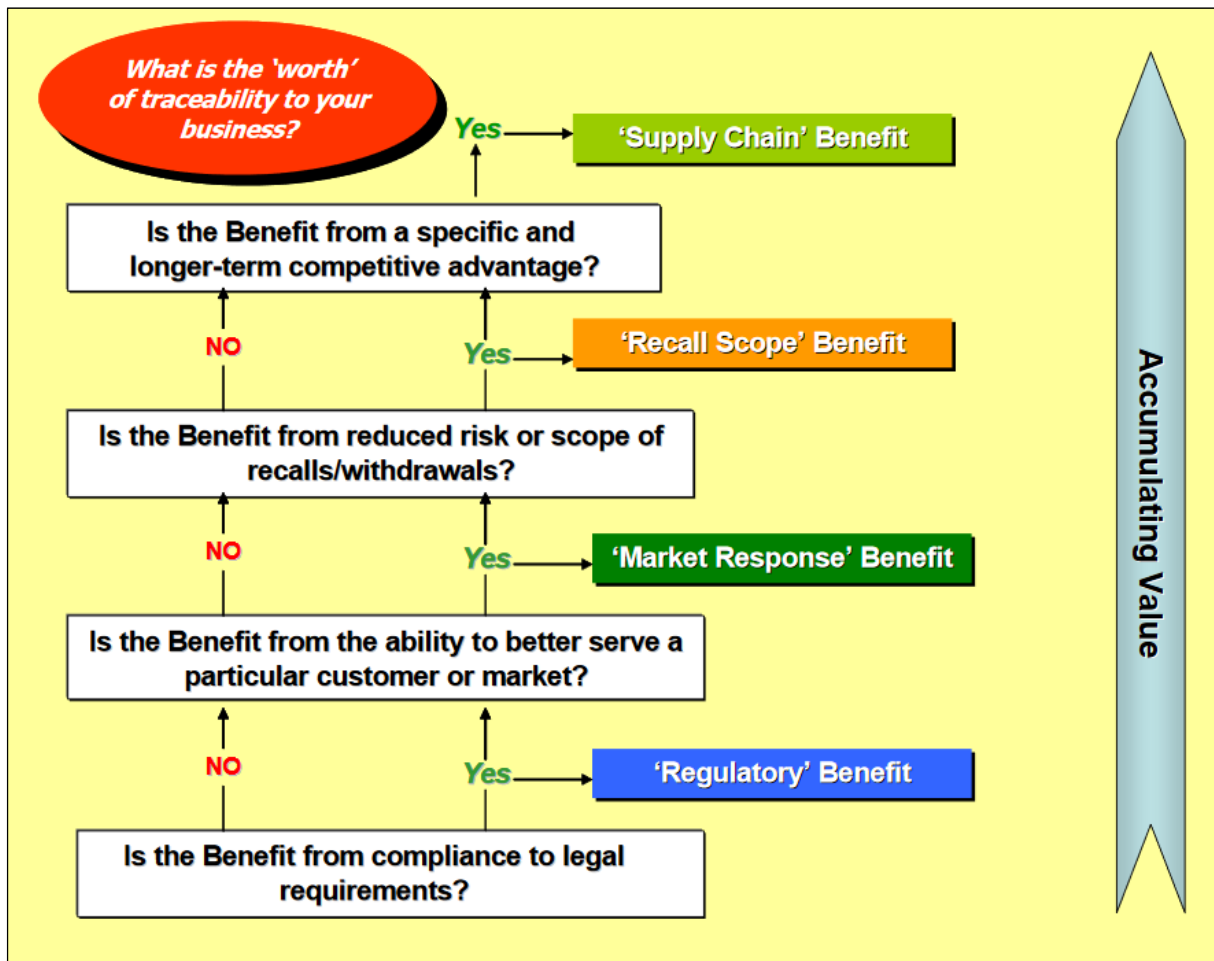 What is the ‘worth’
of traceability to your
business?
Yes
‘Supply Chain’ Benefit
Is the Benefit from a specific and
longer-term competitive advantage?
NO
Yes
‘Recall Scope’ Benefit
Is the Benefit from reduced risk or scope of
recalls/withdrawals?
NO
Yes
‘Market Response’ Benefit
Is the Benefit from the ability to better serve a
particular customer or market?
NO
Yes
‘Regulatory’ Benefit
Is the Benefit from compliance to legal
requirements?
Accumulating Value